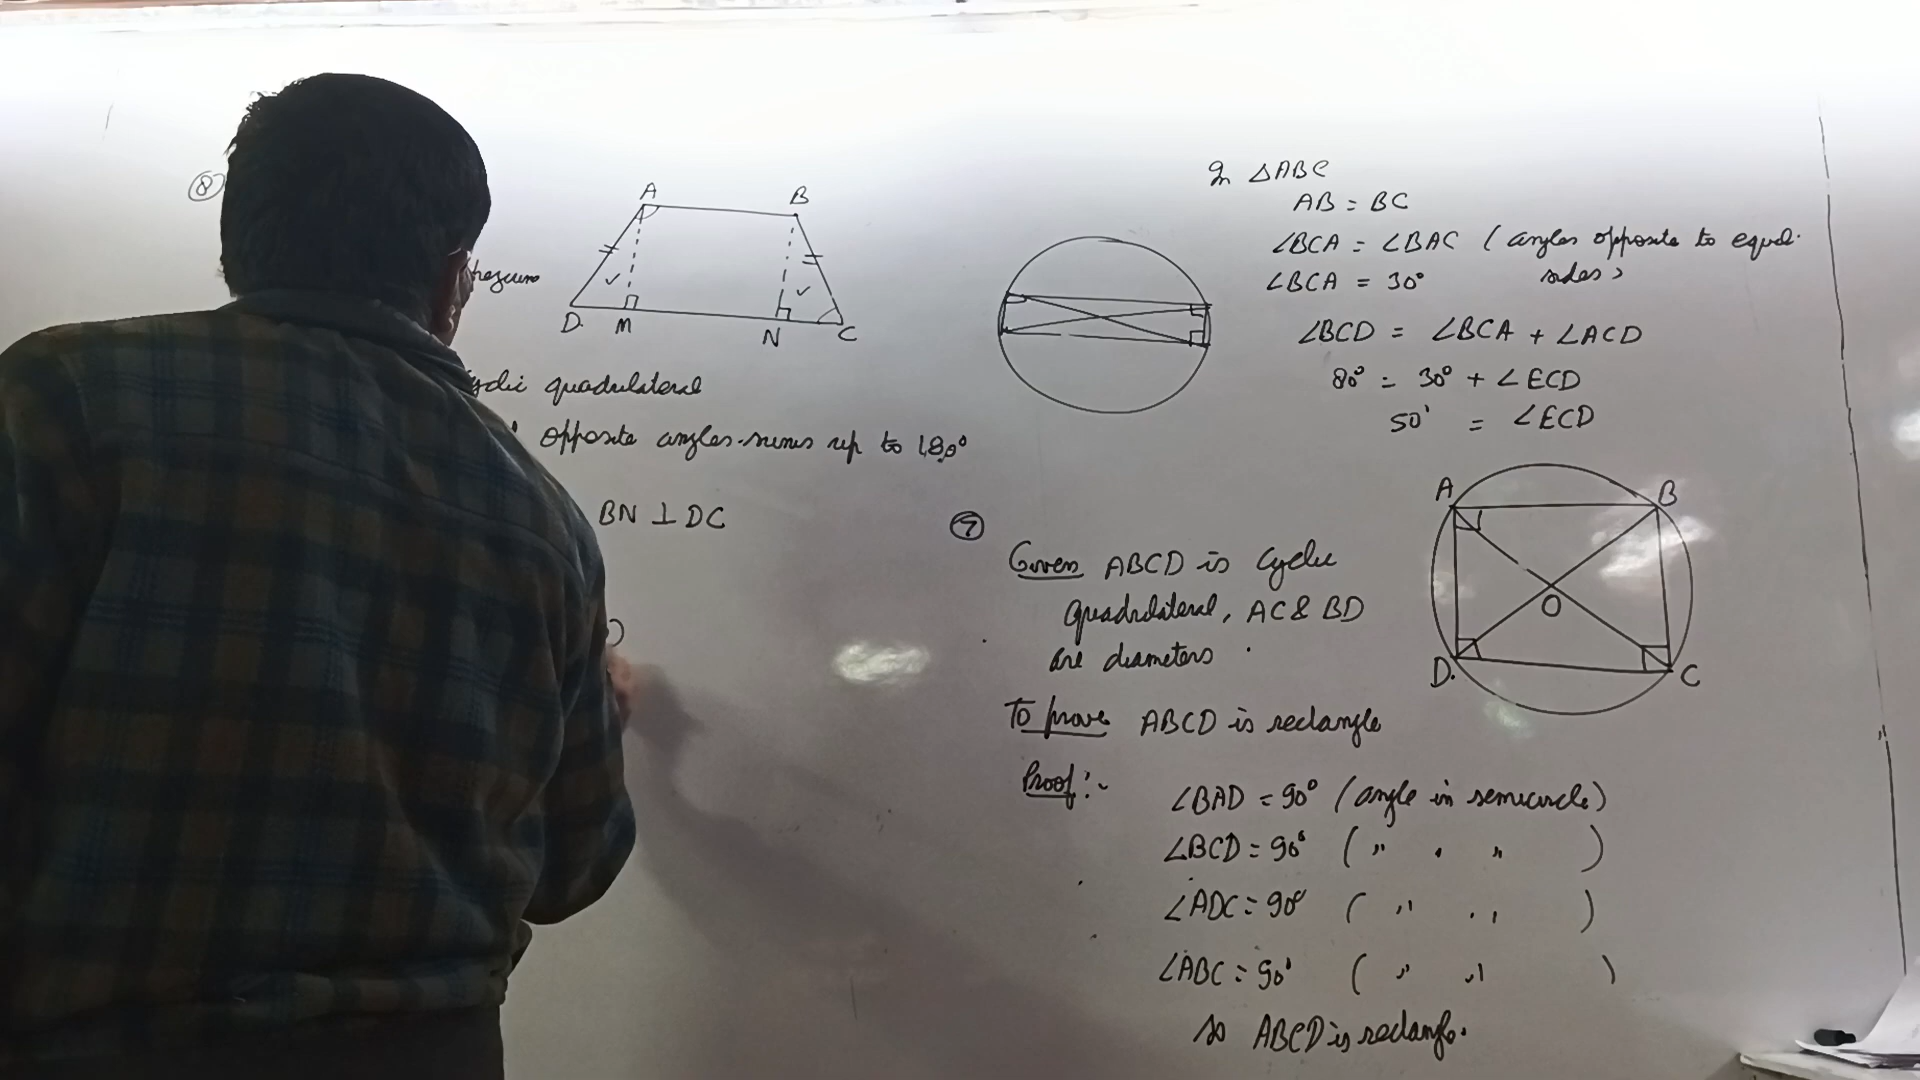 ⑧
A B
D. M N C
quadrilateral
opposite angles sums up to 180°
BN ⊥ DC
In △ABC
AB = BC
∠BCA = ∠BAC (angles opposite to equal
∠BCA = 30° sides)
∠BCD = ∠BCA + ∠ACD
80° = 30° + ∠ECD
50° = ∠ECD
⑦
A B
O
D. C
Given ABCD is cyclic
quadrilateral, AC & BD
are diameters .
To prove ABCD is rectangle
Proof:-
∠BAD = 90° (angle in semicircle)
∠BCD = 90° ( " " " )
∠ADC = 90° ( " " )
∠ABC = 90° ( " " )
so ABCD is rectangle.